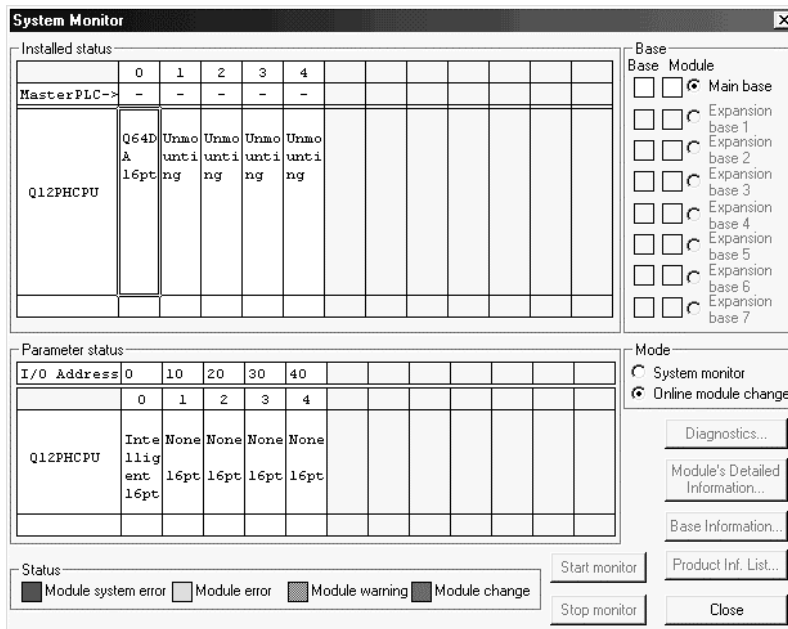 System Monitor
Installed status
0 1 2 3 4
MasterPLC-> - - - - -
Q12PHCPU
Q64D
A
16pt
Unmo
unti
ng
Unmo
unti
ng
Unmo
unti
ng
Unmo
unti
ng
Base
Base Module
Main base
Expansion
base 1
Expansion
base 2
Expansion
base 3
Expansion
base 4
Expansion
base 5
Expansion
base 6
Expansion
base 7
Parameter status
I/O Address 0 10 20 30 40
0 1 2 3 4
Q12PHCPU
Inte
llig
ent
16pt
None
16pt
None
16pt
None
16pt
None
16pt
Mode
System monitor
Online module change
Diagnostics...
Module's Detailed
Information...
Base Information...
Product Inf. List...
Close
Status
Module system error Module error Module warning Module change
Start monitor
Stop monitor